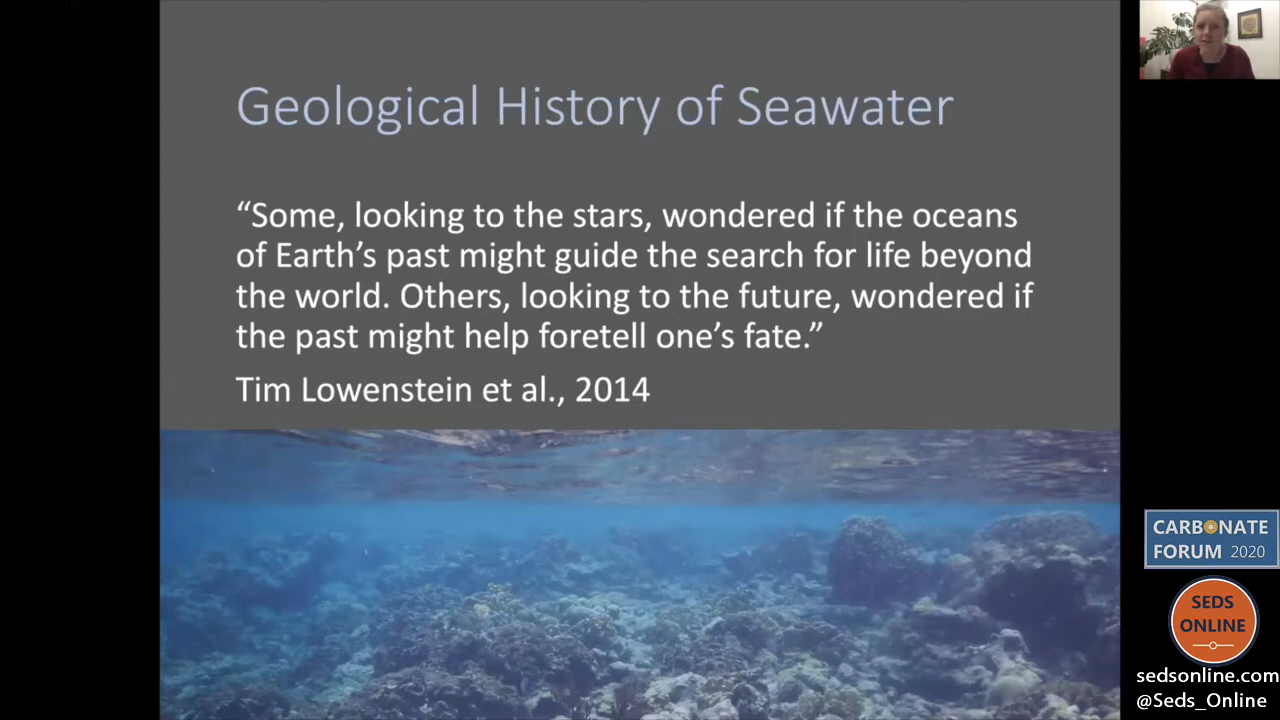 Geological History of Seawater
“Some, looking to the stars, wondered if the oceans
of Earth’s past might guide the search for life beyond
the world. Others, looking to the future, wondered if
the past might help foretell one’s fate.”
Tim Lowenstein et al., 2014
CARBONATE
FORUM 2020
SEDS
ONLINE
sedsonline.com
@Seds_Online